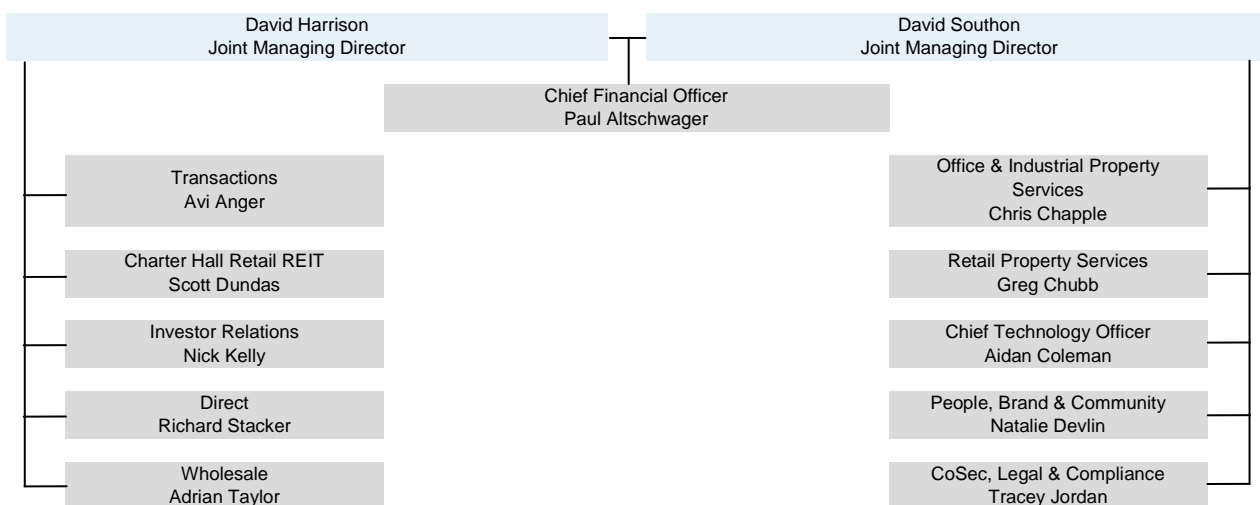 David Harrison
Joint Managing Director
David Southon
Joint Managing Director
Chief Financial Officer
Paul Altschwager
Transactions
Avi Anger
Charter Hall Retail REIT
Scott Dundas
Investor Relations
Nick Kelly
Direct
Richard Stacker
Wholesale
Adrian Taylor
Office & Industrial Property
Services
Chris Chapple
Retail Property Services
Greg Chubb
Chief Technology Officer
Aidan Coleman
People, Brand & Community
Natalie Devlin
CoSec, Legal & Compliance
Tracey Jordan